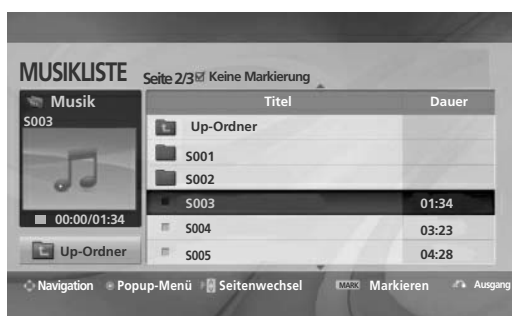 MUSIKLISTE Seite 2/3 Keine Markierung
Musik
S003
00:00/01:34
Up-Ordner
Titel Dauer
Up-Ordner
S001
S002
S003 01:34
S004 03:23
S005 04:28
Navigation Popup-Menü Seitenwechsel MARK Markieren Ausgang